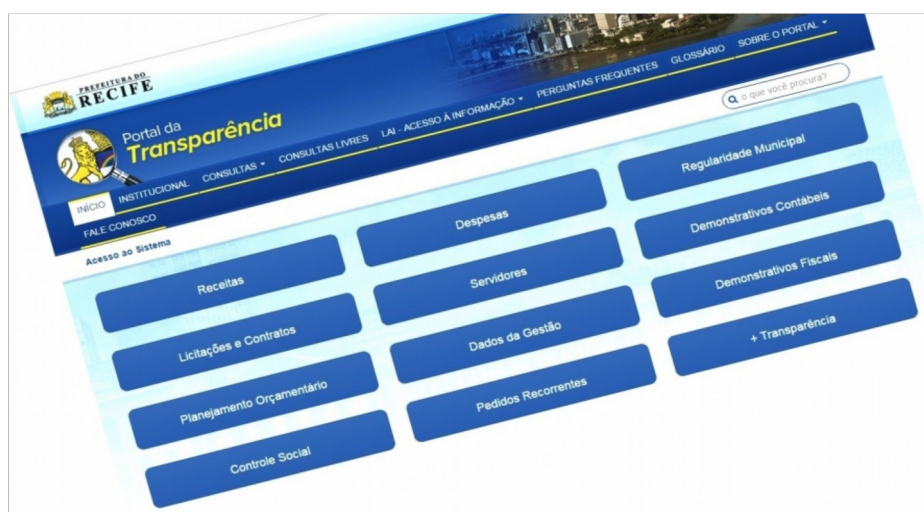 PREFEITURA DO
RECIFE
Portal da
Transparência
INÍCIO INSTITUCIONAL CONSULTAS CONSULTAS LIVRES LAI - ACESSO À INFORMAÇÃO PERGUNTAS FREQUENTES GLOSSÁRIO SOBRE O PORTAL
FALE CONOSCO
o que você procura?
Acesso ao Sistema
Receitas
Despesas
Regularidade Municipal
Licitações e Contratos
Servidores
Demonstrativos Contábeis
Planejamento Orçamentário
Dados da Gestão
Demonstrativos Fiscais
Controle Social
Pedidos Recorrentes
+ Transparência